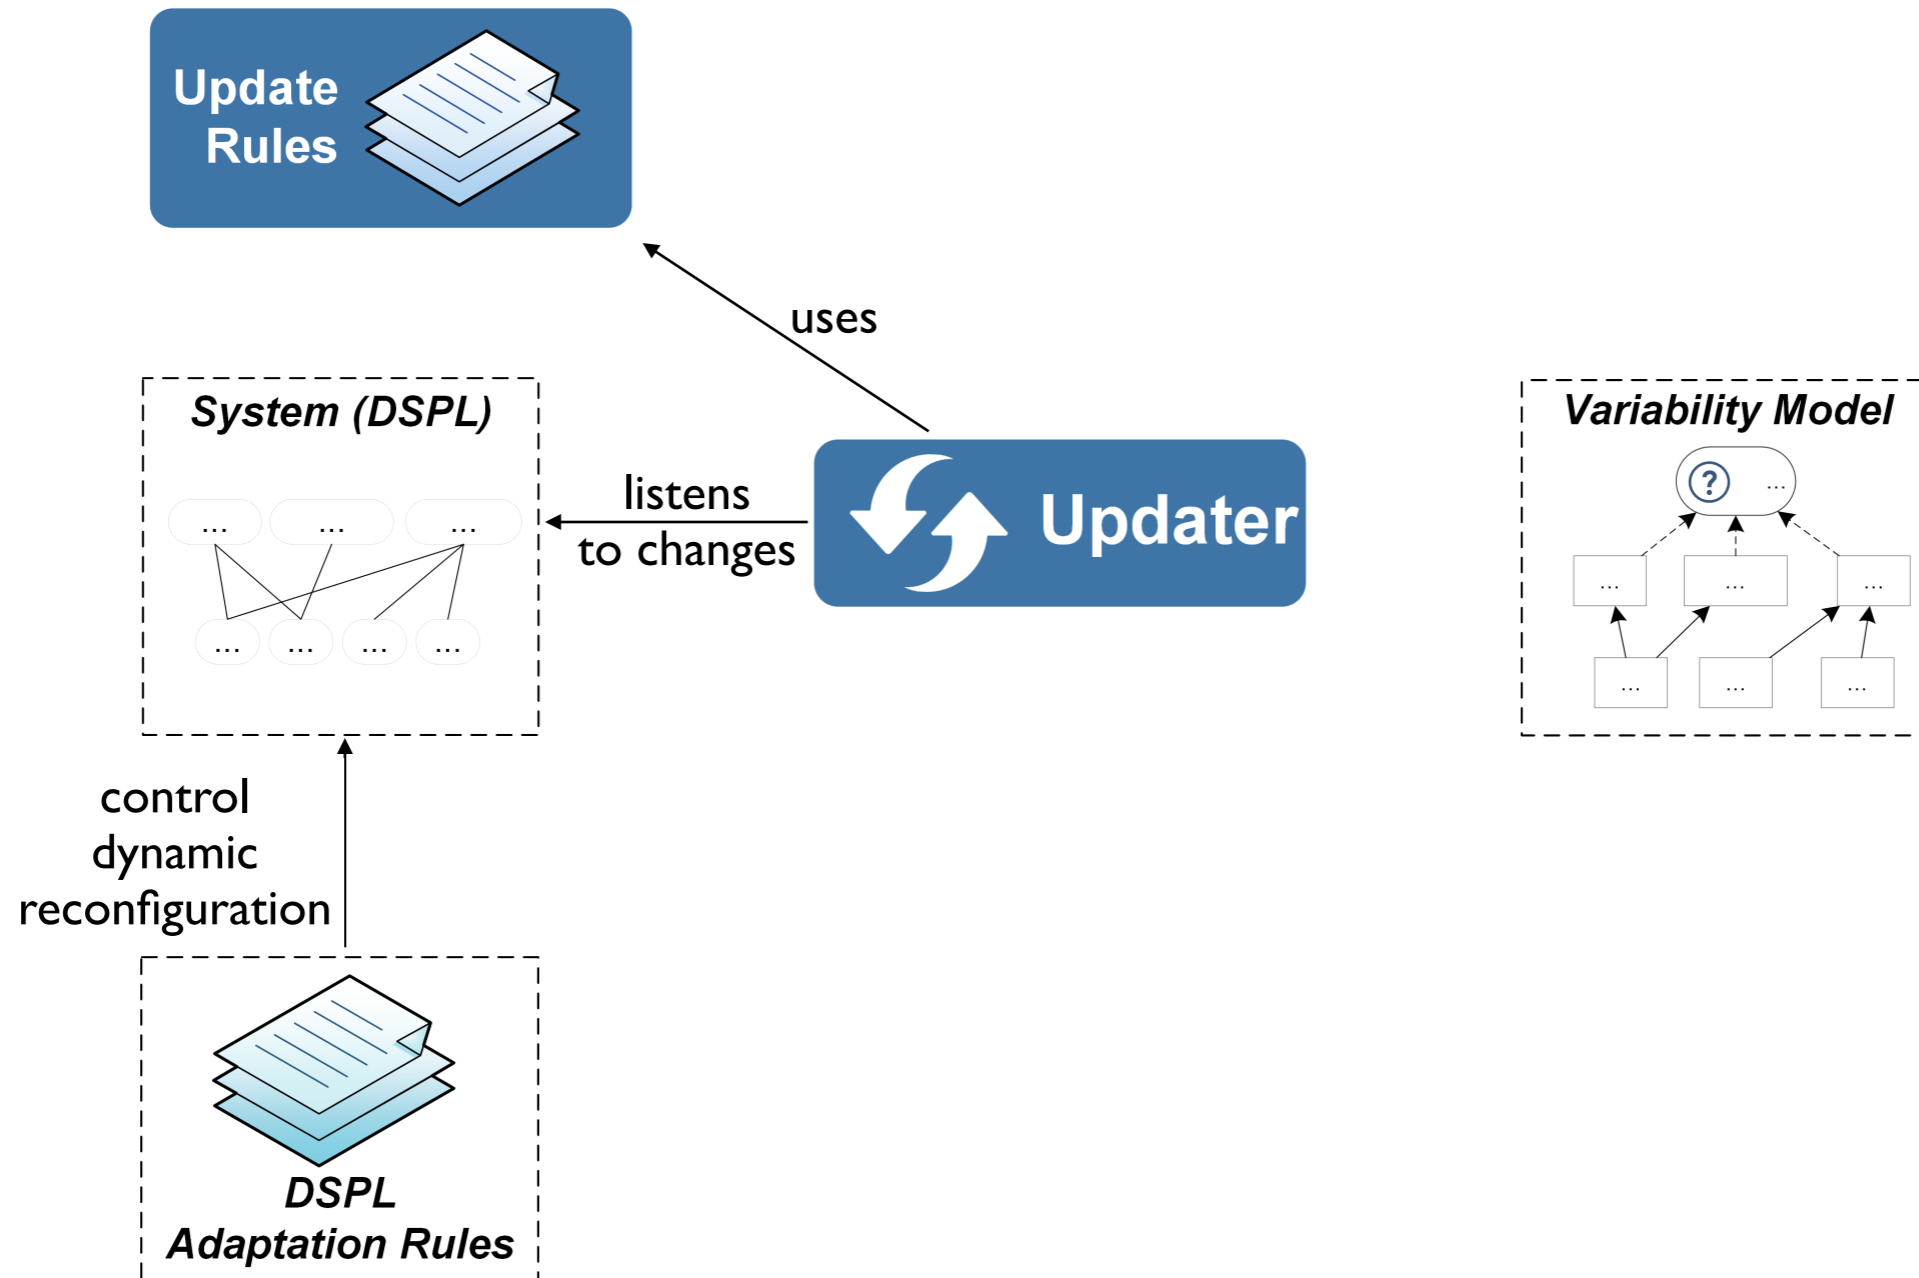 Update
Rules
uses
System (DSPL)
... ... ...
... ... ... ...
listens
to changes
Updater
Variability Model
? ...
... ... ...
... ... ...
control
dynamic
reconfiguration
DSPL
Adaptation Rules